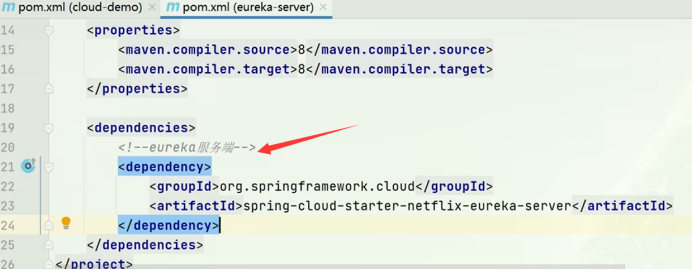 pom.xml (cloud-demo) × pom.xml (eureka-server) ×
14 <properties>
15 <maven.compiler.source>8</maven.compiler.source>
16 <maven.compiler.target>8</maven.compiler.target>
17 </properties>
18
19 <dependencies>
20 <!--eureka服务端-->
21 <dependency>
22 <groupId>org.springframework.cloud</groupId>
23 <artifactId>spring-cloud-starter-netflix-eureka-server</artifactId>
24 </dependency>
25 </dependencies>
26 </project>